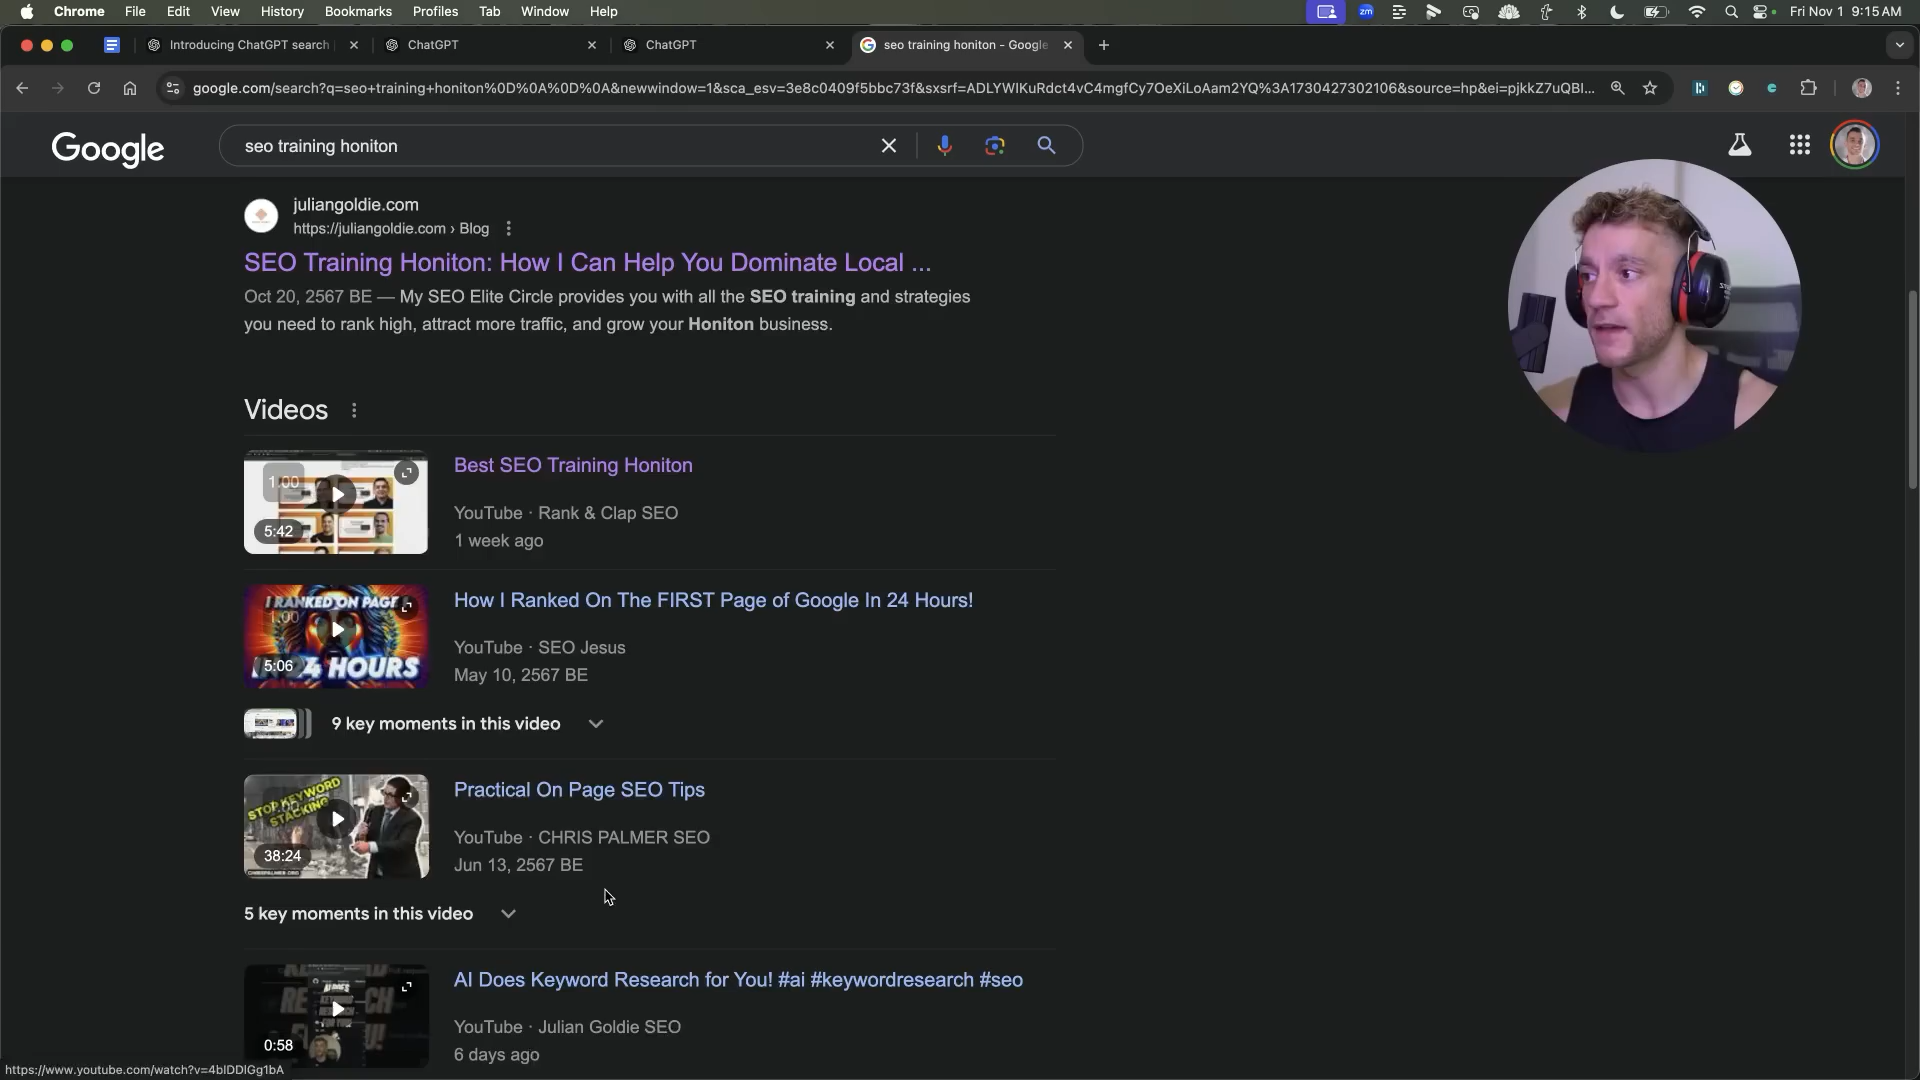 Chrome File Edit View History Bookmarks Profiles Tab Window Help
zm
Fri Nov 1 9:15 AM
Introducing ChatGPT search
ChatGPT
ChatGPT
seo training honiton - Google
google.com/search?q=seo+training+honiton%0D%0A%0D%0A&newwindow=1&sca_esv=3e8c0409f5bbc73f&sxsrf=ADLYWIKuRdct4vC4mgfCy7OeXiLoAam2YQ%3A1730427302106&source=hp&ei=pjkkZ7uQBI...
Google
seo training honiton
juliangoldie.com
https://juliangoldie.com › Blog
SEO Training Honiton: How I Can Help You Dominate Local ...
Oct 20, 2567 BE — My SEO Elite Circle provides you with all the SEO training and strategies
you need to rank high, attract more traffic, and grow your Honiton business.
Videos
1.00
5:42
Best SEO Training Honiton
YouTube · Rank & Clap SEO
1 week ago
I RANKED ON PAGE
1.00
24 HOURS
5:06
How I Ranked On The FIRST Page of Google In 24 Hours!
YouTube · SEO Jesus
May 10, 2567 BE
9 key moments in this video
STOP KEYWORD
STACKING
38:24
Practical On Page SEO Tips
YouTube · CHRIS PALMER SEO
Jun 13, 2567 BE
5 key moments in this video
AI DOES
0:58
AI Does Keyword Research for You! #ai #keywordresearch #seo
YouTube · Julian Goldie SEO
6 days ago
https://www.youtube.com/watch?v=4bIDDIGg1bA